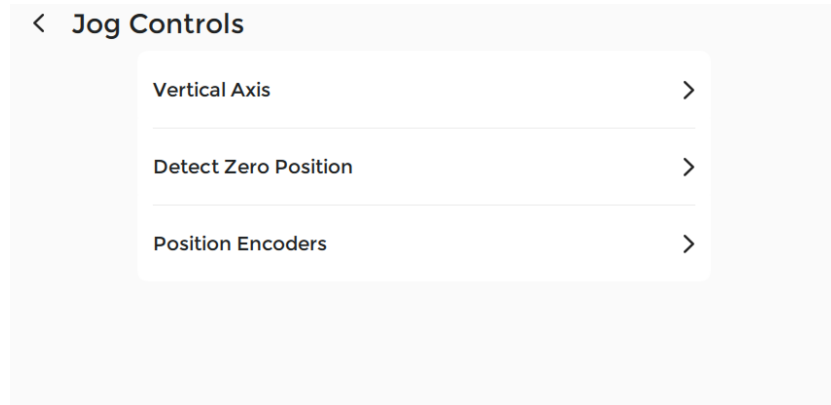 Jog Controls
Vertical Axis
Detect Zero Position
Position Encoders